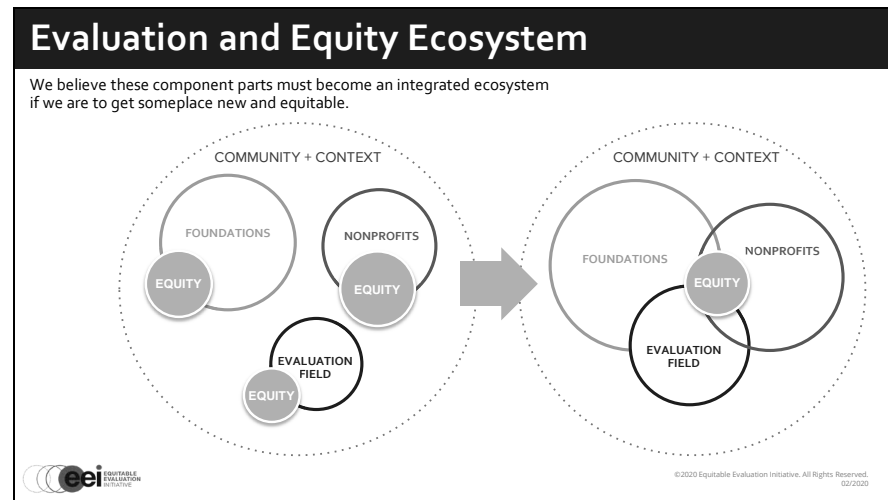 Evaluation and Equity Ecosystem
We believe these component parts must become an integrated ecosystem
if we are to get someplace new and equitable.
COMMUNITY + CONTEXT
FOUNDATIONS
NONPROFITS
EQUITY
EQUITY
EVALUATION
FIELD
EQUITY
COMMUNITY + CONTEXT
FOUNDATIONS
NONPROFITS
EQUITY
EVALUATION
FIELD
eei
EQUITABLE
EVALUATION
INITIATIVE
©2020 Equitable Evaluation Initiative. All Rights Reserved.
02/2020